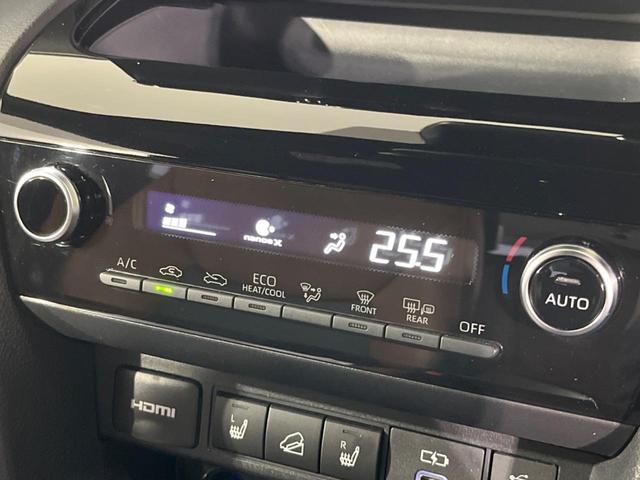 nanoe X
25.5
A/C
ECO
HEAT/COOL
FRONT
REAR
OFF
AUTO
HDMI
L
R